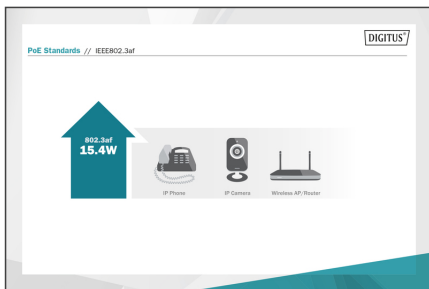 DIGITUS®
PoE Standards // IEEE802.3af
802.3af
15.4W
IP Phone
IP Camera
Wireless AP/Router